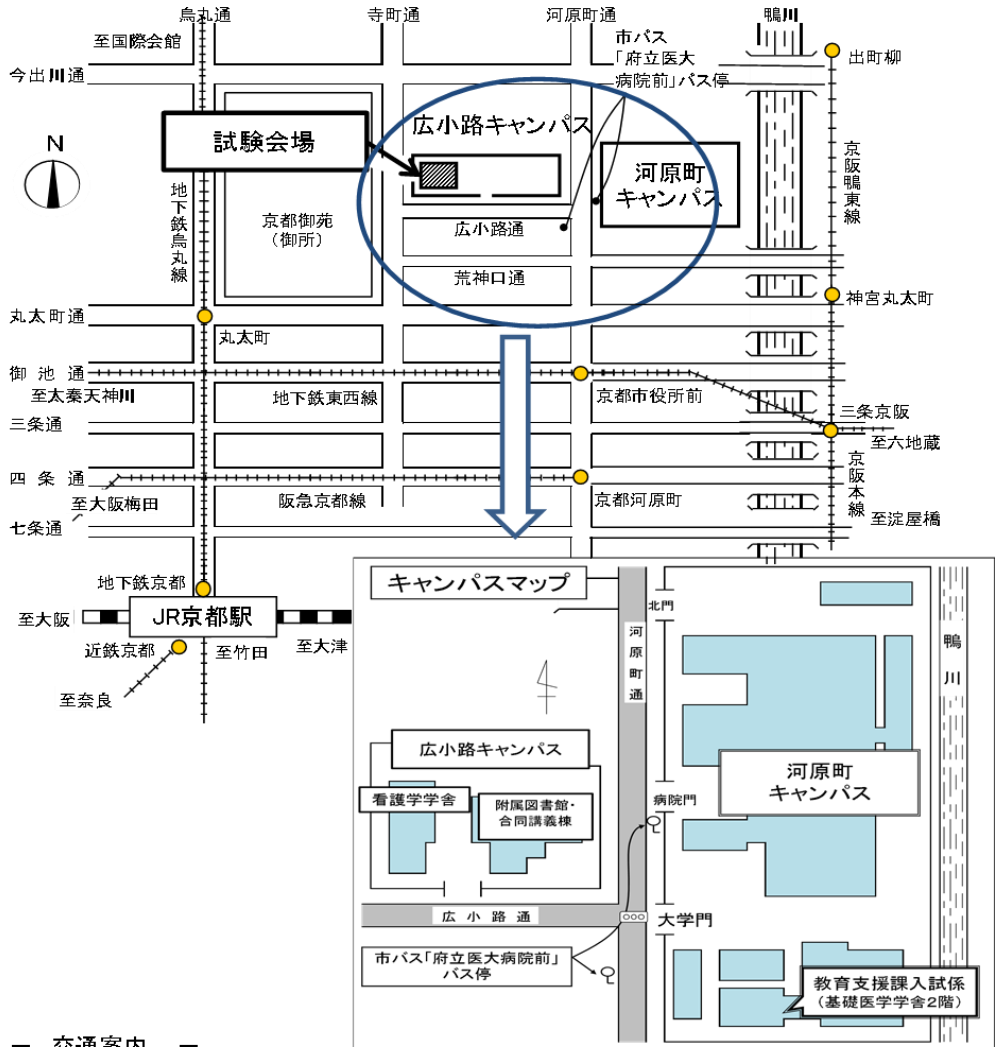 烏丸通
寺町通
河原町通
鴨川
至国際会館
市バス
「府立医大
病院前」バス停
出町柳
今出川通
N
試験会場
広小路キャンパス
河原町
キャンパス
京阪鴨東線
地下鉄烏丸線
京都御苑
(御所)
広小路通
荒神口通
神宮丸太町
丸太町通
丸太町
御池通
至太秦天神川
地下鉄東西線
京都市役所前
三条京阪
三条通
至六地蔵
四条通
至大阪梅田
阪急京都線
京都河原町
京阪本線
至淀屋橋
七条通
地下鉄京都
至大阪
JR京都駅
至大津
近鉄京都
至竹田
至奈良
キャンパスマップ
北門
河原町通
鴨川
広小路キャンパス
河原町
キャンパス
看護学学舎
附属図書館・
合同講義棟
病院門
広小路通
大学門
市バス「府立医大病院前」
バス停
教育支援課入試係
(基礎医学学舎2階)
ー 交通案内 ー